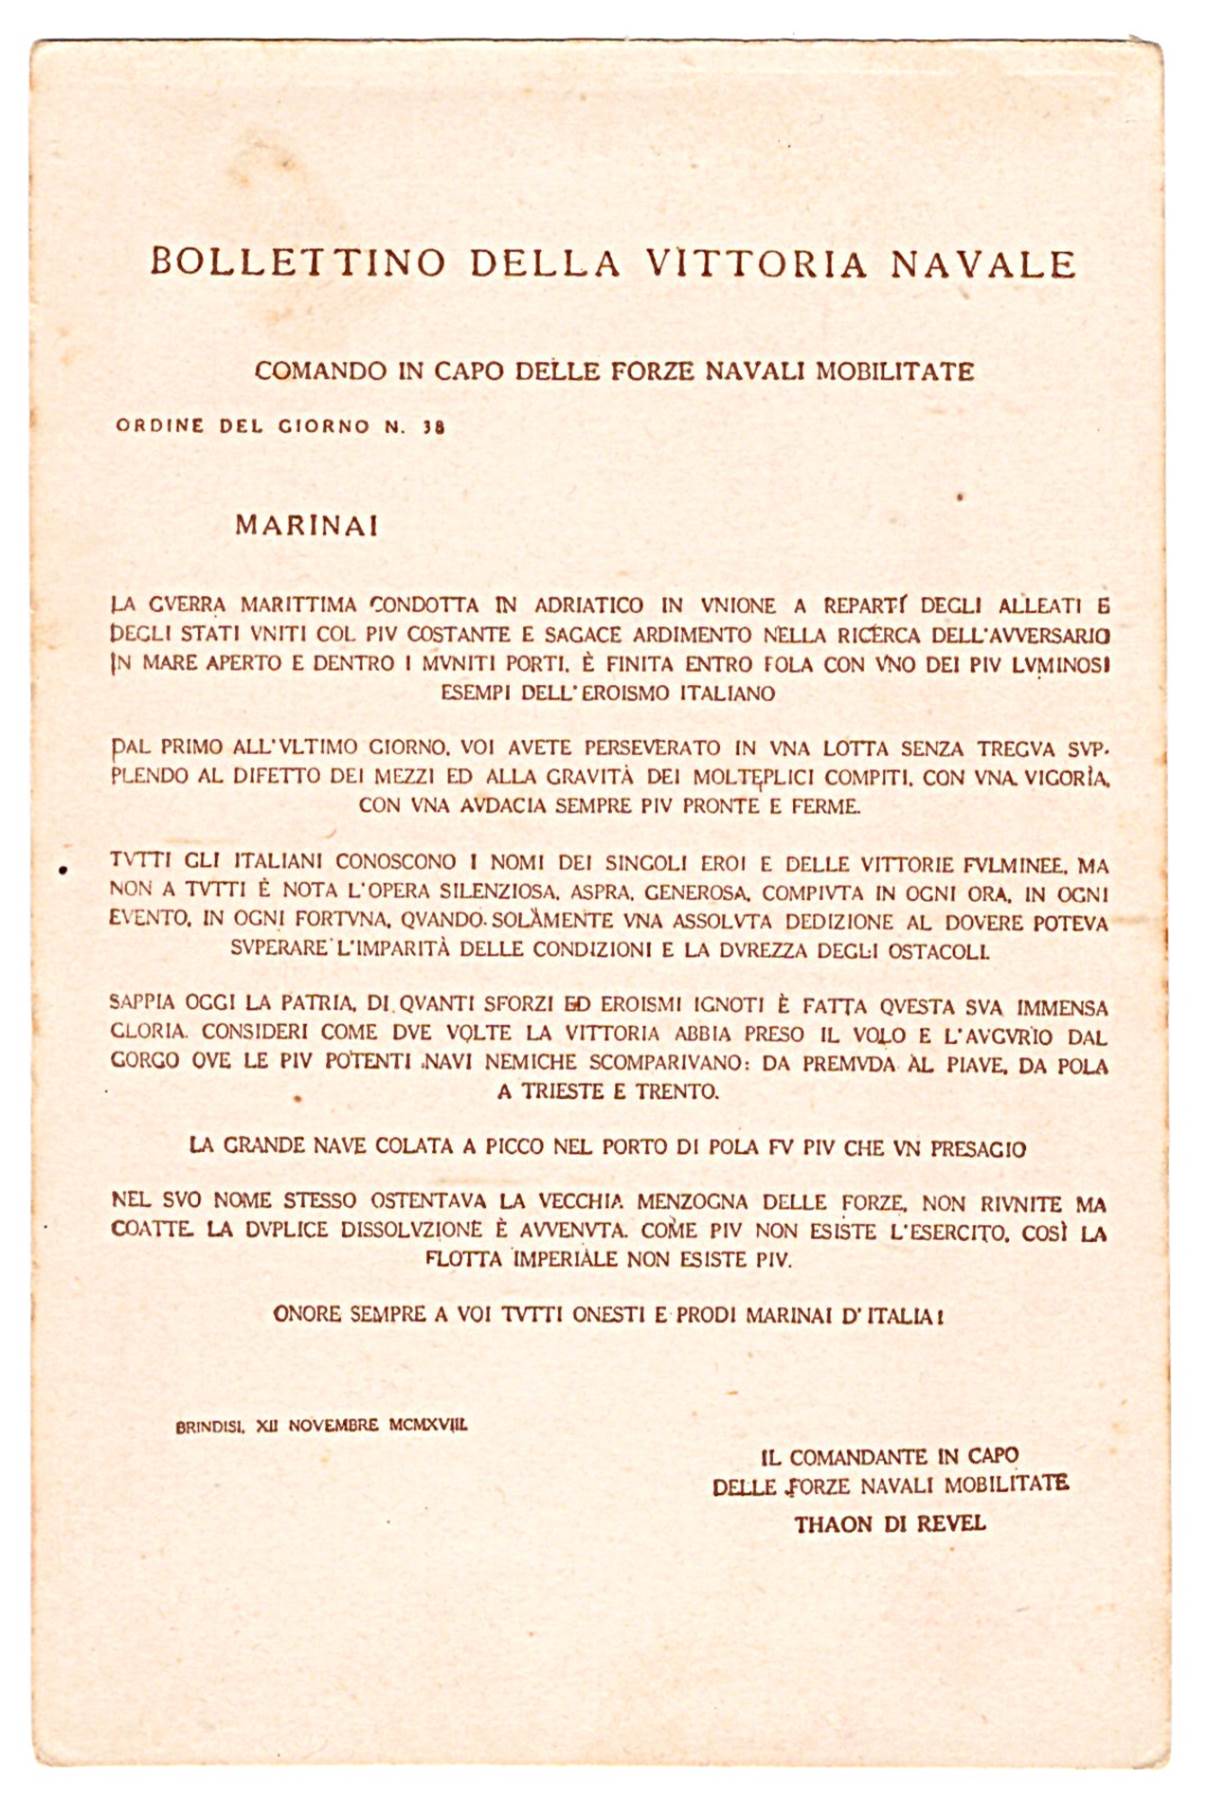 BOLLETTINO DELLA VITTORIA NAVALE
COMANDO IN CAPO DELLE FORZE NAVALI MOBILITATE
ORDINE DEL GIORNO N. 38
MARINAI
LA GVERRA MARITTIMA CONDOTTA IN ADRIATICO IN VNIONE A REPARTI DEGLI ALLEATI E
DEGLI STATI VNITI COL PIV COSTANTE E SAGACE ARDIMENTO NELLA RICERCA DELL'AVVERSARIO
IN MARE APERTO E DENTRO I MVNITI PORTI, È FINITA ENTRO POLA CON VNO DEI PIV LVMINOSI
ESEMPI DELL'EROISMO ITALIANO
DAL PRIMO ALL'VLTIMO GIORNO, VOI AVETE PERSEVERATO IN VNA LOTTA SENZA TREGVA SVP-
PLENDO AL DIFETTO DEI MEZZI ED ALLA GRAVITÀ DEI MOLTEPLICI COMPITI, CON VNA VIGORÌA,
CON VNA AVDACIA SEMPRE PIV PRONTE E FERME.
TVTTI GLI ITALIANI CONOSCONO I NOMI DEI SINGOLI EROI E DELLE VITTORIE FVLMINEE, MA
NON A TVTTI È NOTA L'OPERA SILENZIOSA, ASPRA, GENEROSA, COMPIVTA IN OGNI ORA, IN OGNI
EVENTO, IN OGNI FORTVNA, QVANDO SOLAMENTE VNA ASSOLVTA DEDIZIONE AL DOVERE POTEVA
SVPERARE L'IMPARITÀ DELLE CONDIZIONI E LA DVREZZA DEGLI OSTACOLI.
SAPPIA OGGI LA PATRIA, DI QVANTI SFORZI ED EROISMI IGNOTI È FATTA QVESTA SVA IMMENSA
GLORIA. CONSIDERI COME DVE VOLTE LA VITTORIA ABBIA PRESO IL VOLO E L'AVGVRIO DAL
GORGO OVE LE PIV POTENTI NAVI NEMICHE SCOMPARIVANO: DA PREMVDA AL PIAVE, DA POLA
A TRIESTE E TRENTO.
LA GRANDE NAVE COLATA A PICCO NEL PORTO DI POLA FV PIV CHE VN PRESAGIO
NEL SVO NOME STESSO OSTENTAVA LA VECCHIA MENZOGNA DELLE FORZE, NON RIVNITE MA
COATTE. LA DVPLICE DISSOLVZIONE È AVVENVTA. COME PIV NON ESISTE L'ESERCITO, COSÌ LA
FLOTTA IMPERIALE NON ESISTE PIV.
ONORE SEMPRE A VOI TVTTI ONESTI E PRODI MARINAI D'ITALIA!
BRINDISI, XII NOVEMBRE MCMXVIII.
IL COMANDANTE IN CAPO
DELLE FORZE NAVALI MOBILITATE
THAON DI REVEL